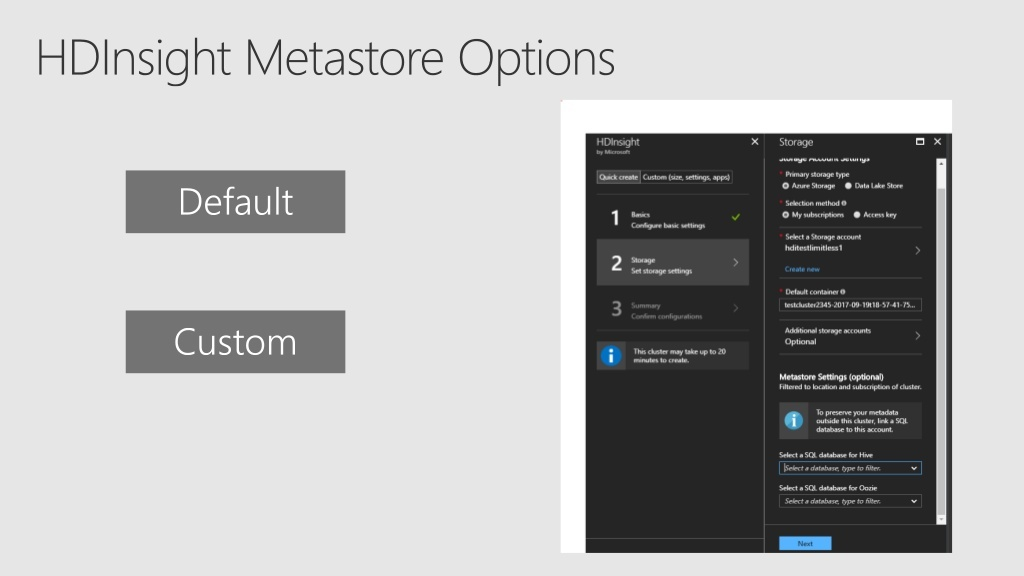 HDInsight Metastore Options
Default
Custom
HDInsight
by Microsoft
Quick create Custom (size, settings, apps)
1 Basics
Configure basic settings
2 Storage
Set storage settings
3 Summary
Confirm configurations
This cluster may take up to 20
minutes to create.
Storage
Storage Account Settings
* Primary storage type
Azure Storage Data Lake Store
* Selection method
My subscriptions Access key
* Select a Storage account
hditestlimitless1
Create new
* Default container
testcluster2345-2017-09-19t18-57-41-75...
Additional storage accounts
Optional
Metastore Settings (optional)
Filtered to location and subscription of cluster.
To preserve your metadata
outside this cluster, link a SQL
database to this account.
Select a SQL database for Hive
Select a database, type to filter.
Select a SQL database for Oozie
Select a database, type to filter.
Next